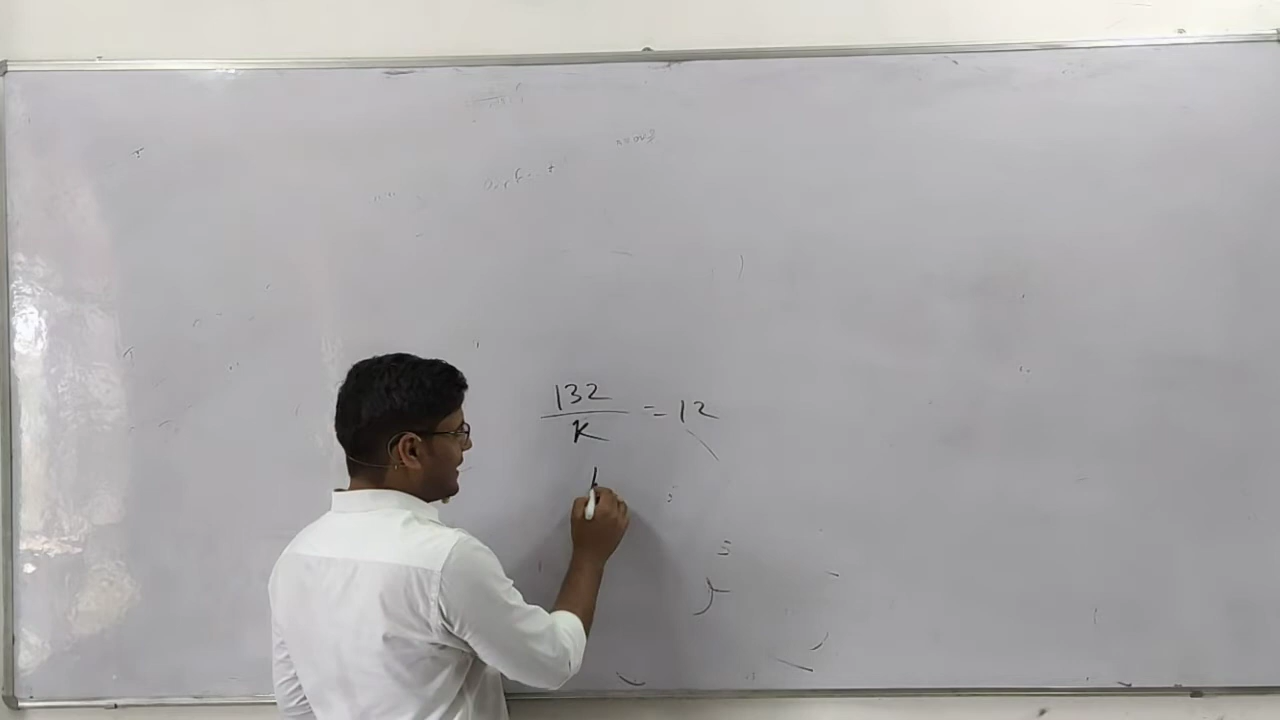 132
— = 12
K